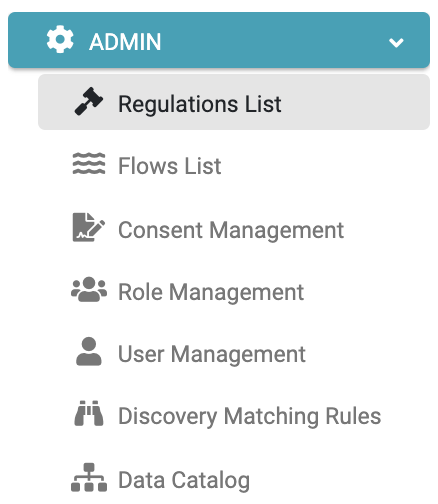 ADMIN
Regulations List
Flows List
Consent Management
Role Management
User Management
Discovery Matching Rules
Data Catalog